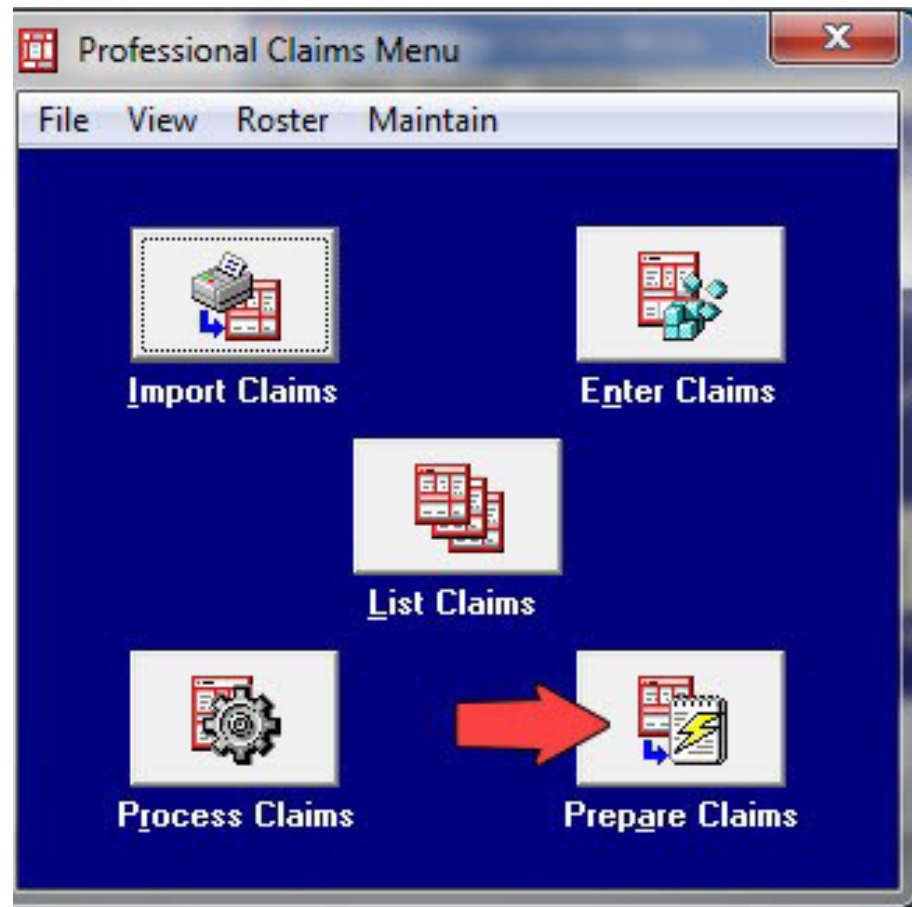 Professional Claims Menu
File View Roster Maintain
Import Claims
Enter Claims
List Claims
Process Claims
Prepare Claims